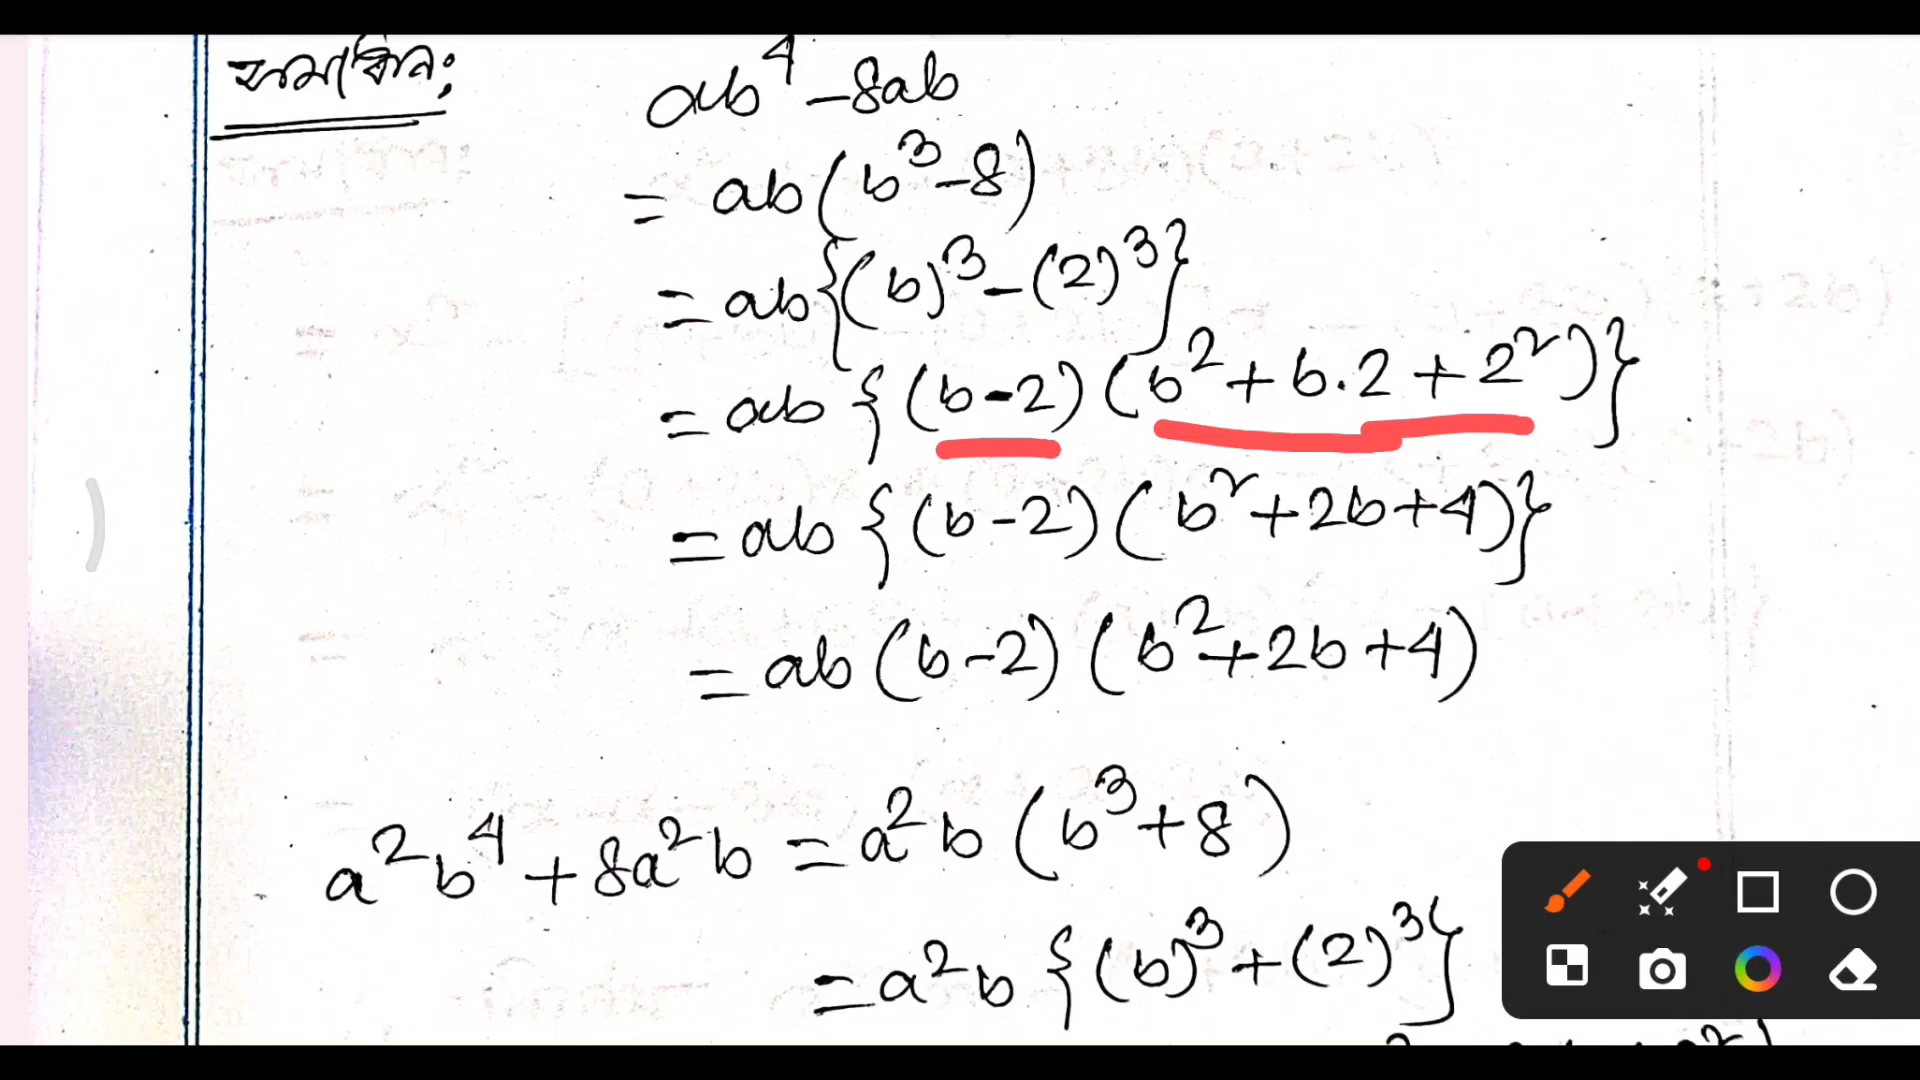 সমাধান:
ab⁴ - 8ab
= ab(b³ - 8)
= ab{(b)³ - (2)³}
= ab{(b-2)(b² + b.2 + 2²)}
= ab{(b-2)(b² + 2b + 4)}
= ab(b-2)(b² + 2b + 4)
a²b⁴ + 8a²b = a²b(b³ + 8)
= a²b{(b)³ + (2)³}